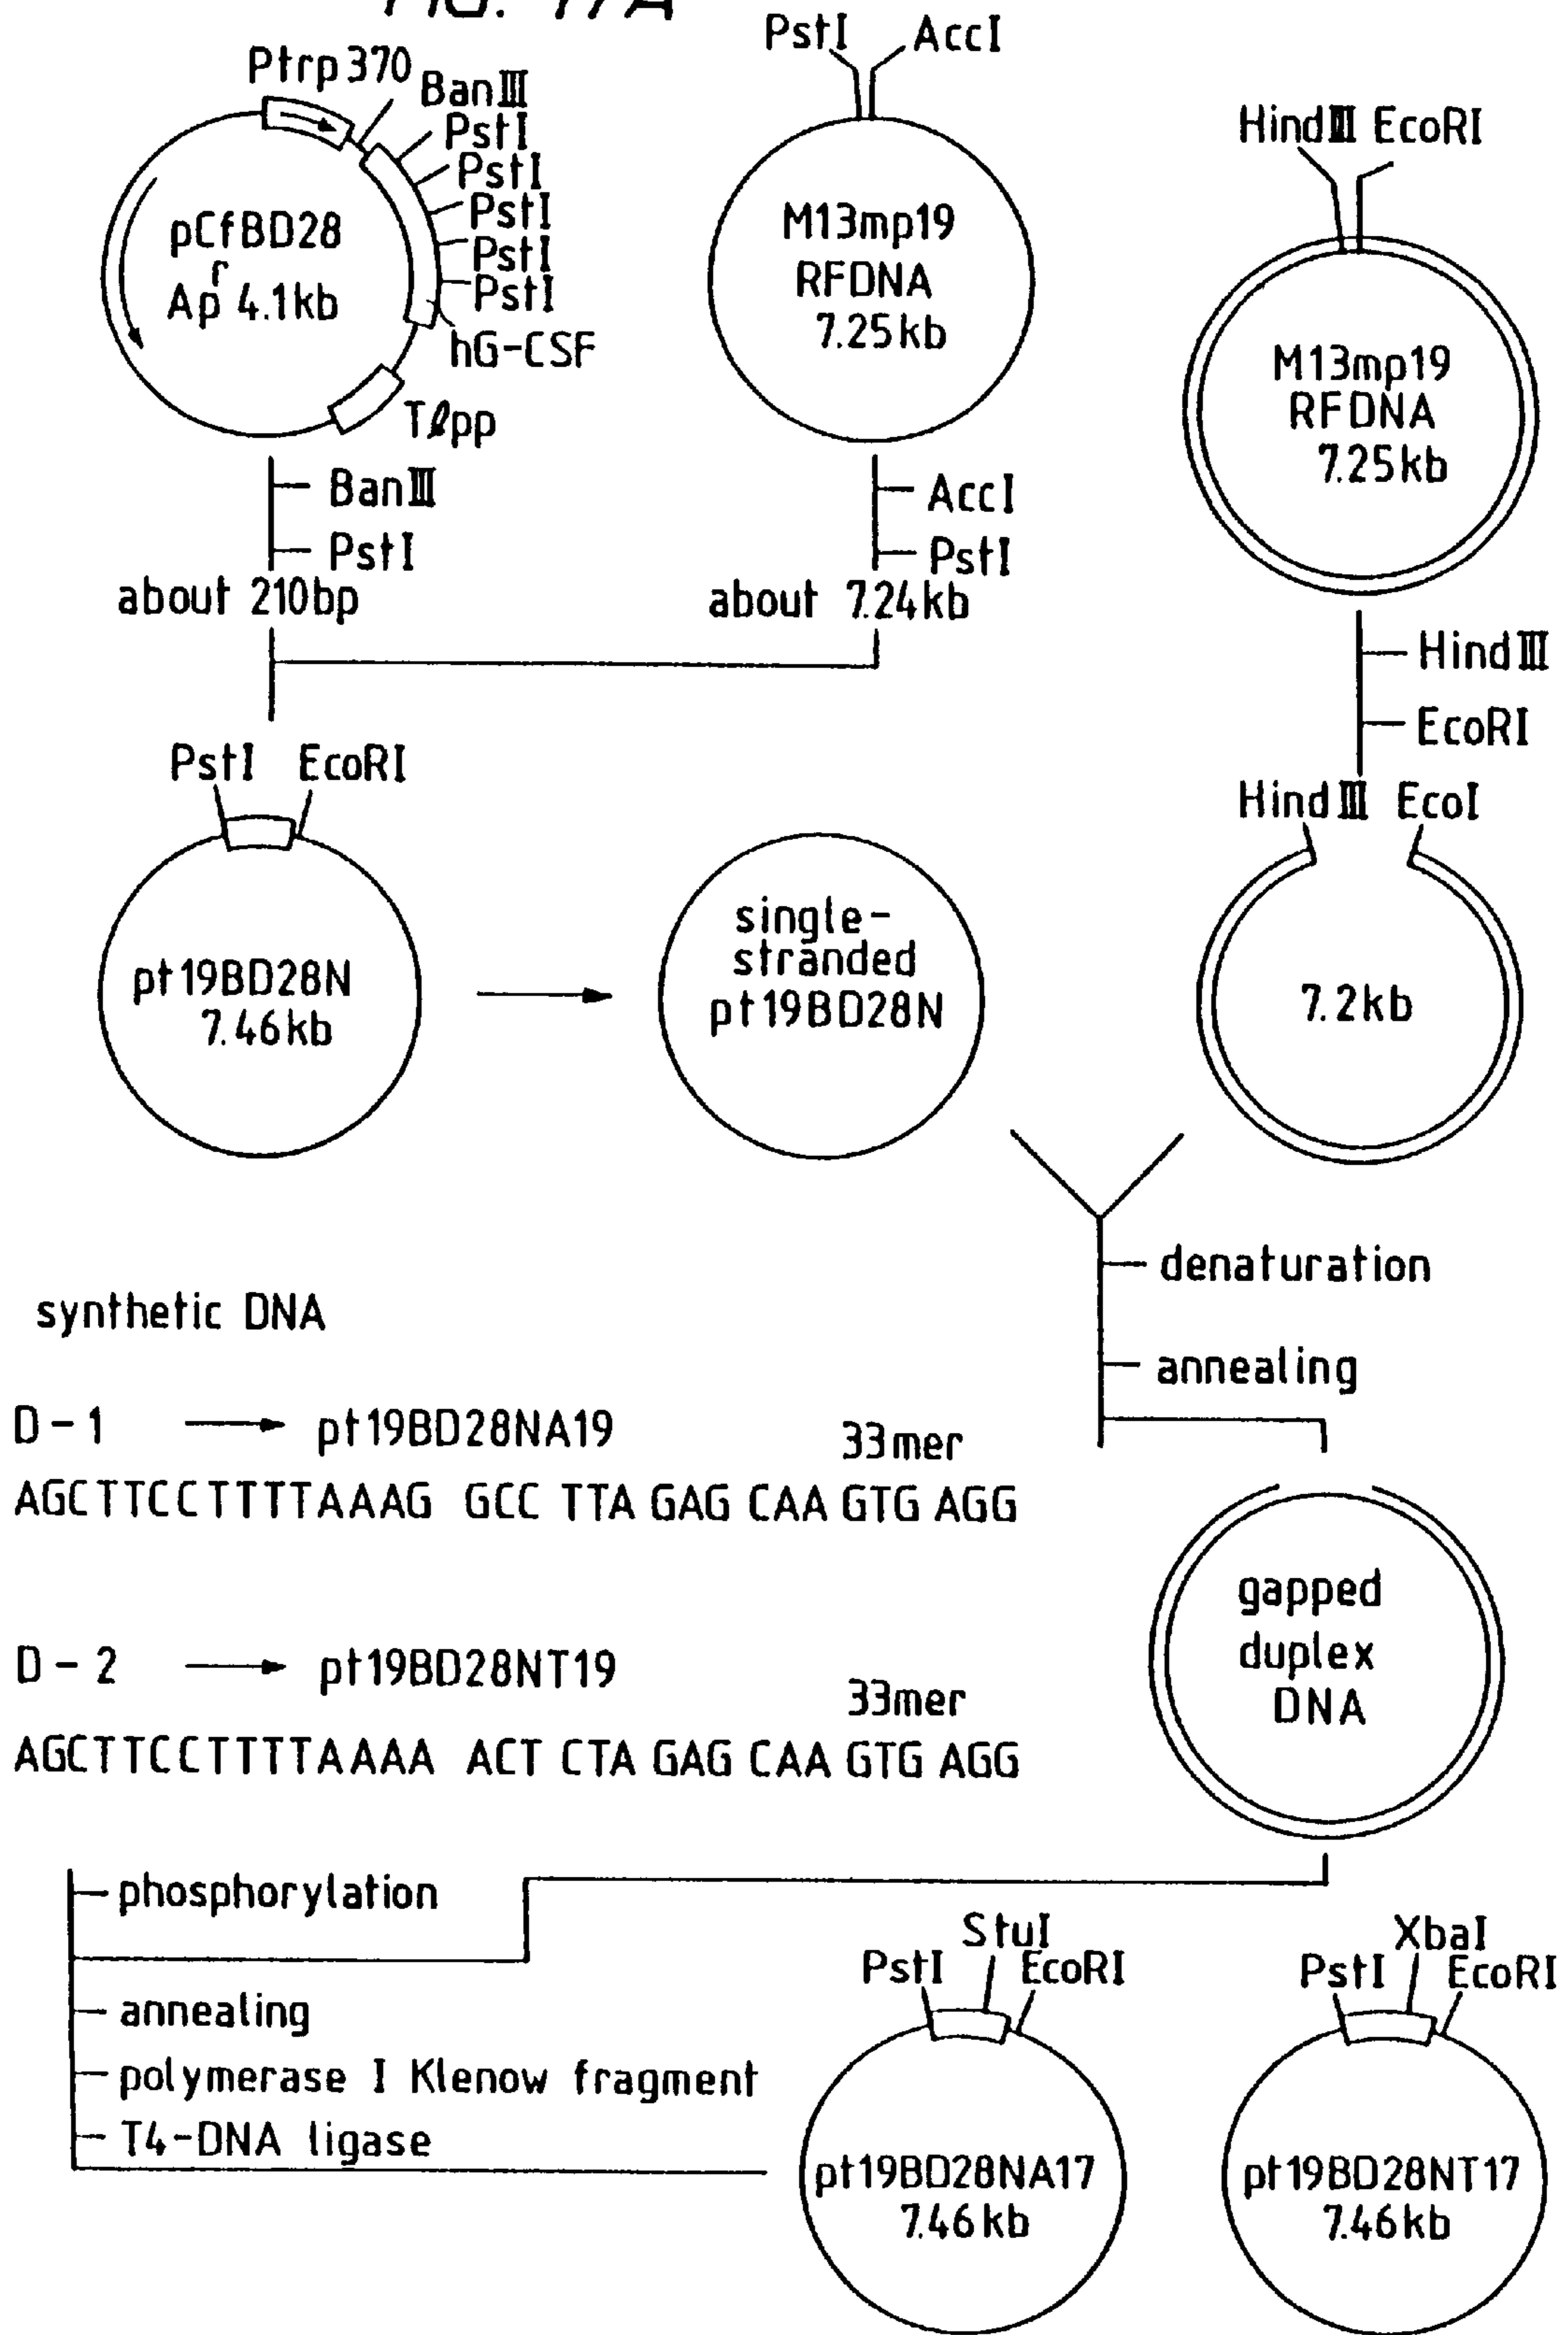 FIG. 17A
Ptrp370
BanIII
PstI
PstI
PstI
PstI
PstI
hG-CSF
Tlpp
pCfBD28
Apr 4.1kb
BanIII
PstI
about 210bp
PstI AccI
M13mp19
RFDNA
7.25kb
AccI
PstI
about 7.24kb
HindIII EcoRI
M13mp19
RFDNA
7.25kb
HindIII
EcoRI
PstI EcoRI
pt19BD28N
7.46kb
single-
stranded
pt19BD28N
HindIII EcoI
7.2kb
denaturation
annealing
synthetic DNA
D-1 → pt19BD28NA19
33mer
AGCTTCCTTTTAAAG GCC TTA GAG CAA GTG AGG
D-2 → pt19BD28NT19
33mer
AGCTTCCTTTTAAAA ACT CTA GAG CAA GTG AGG
gapped
duplex
DNA
phosphorylation
annealing
polymerase I Klenow fragment
T4-DNA ligase
PstI StuI EcoRI
pt19BD28NA17
7.46kb
PstI XbaI EcoRI
pt19BD28NT17
7.46kb